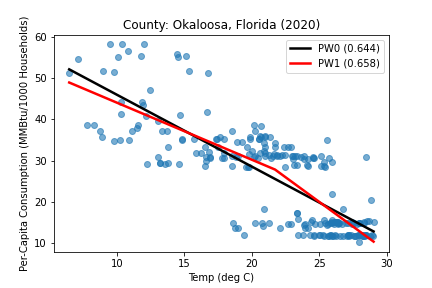 County: Okaloosa, Florida (2020)
Per-Capita Consumption (MMBtu/1000 Households)
60
50
40
30
20
10
PW0 (0.644)
PW1 (0.658)
10 15 20 25 30
Temp (deg C)